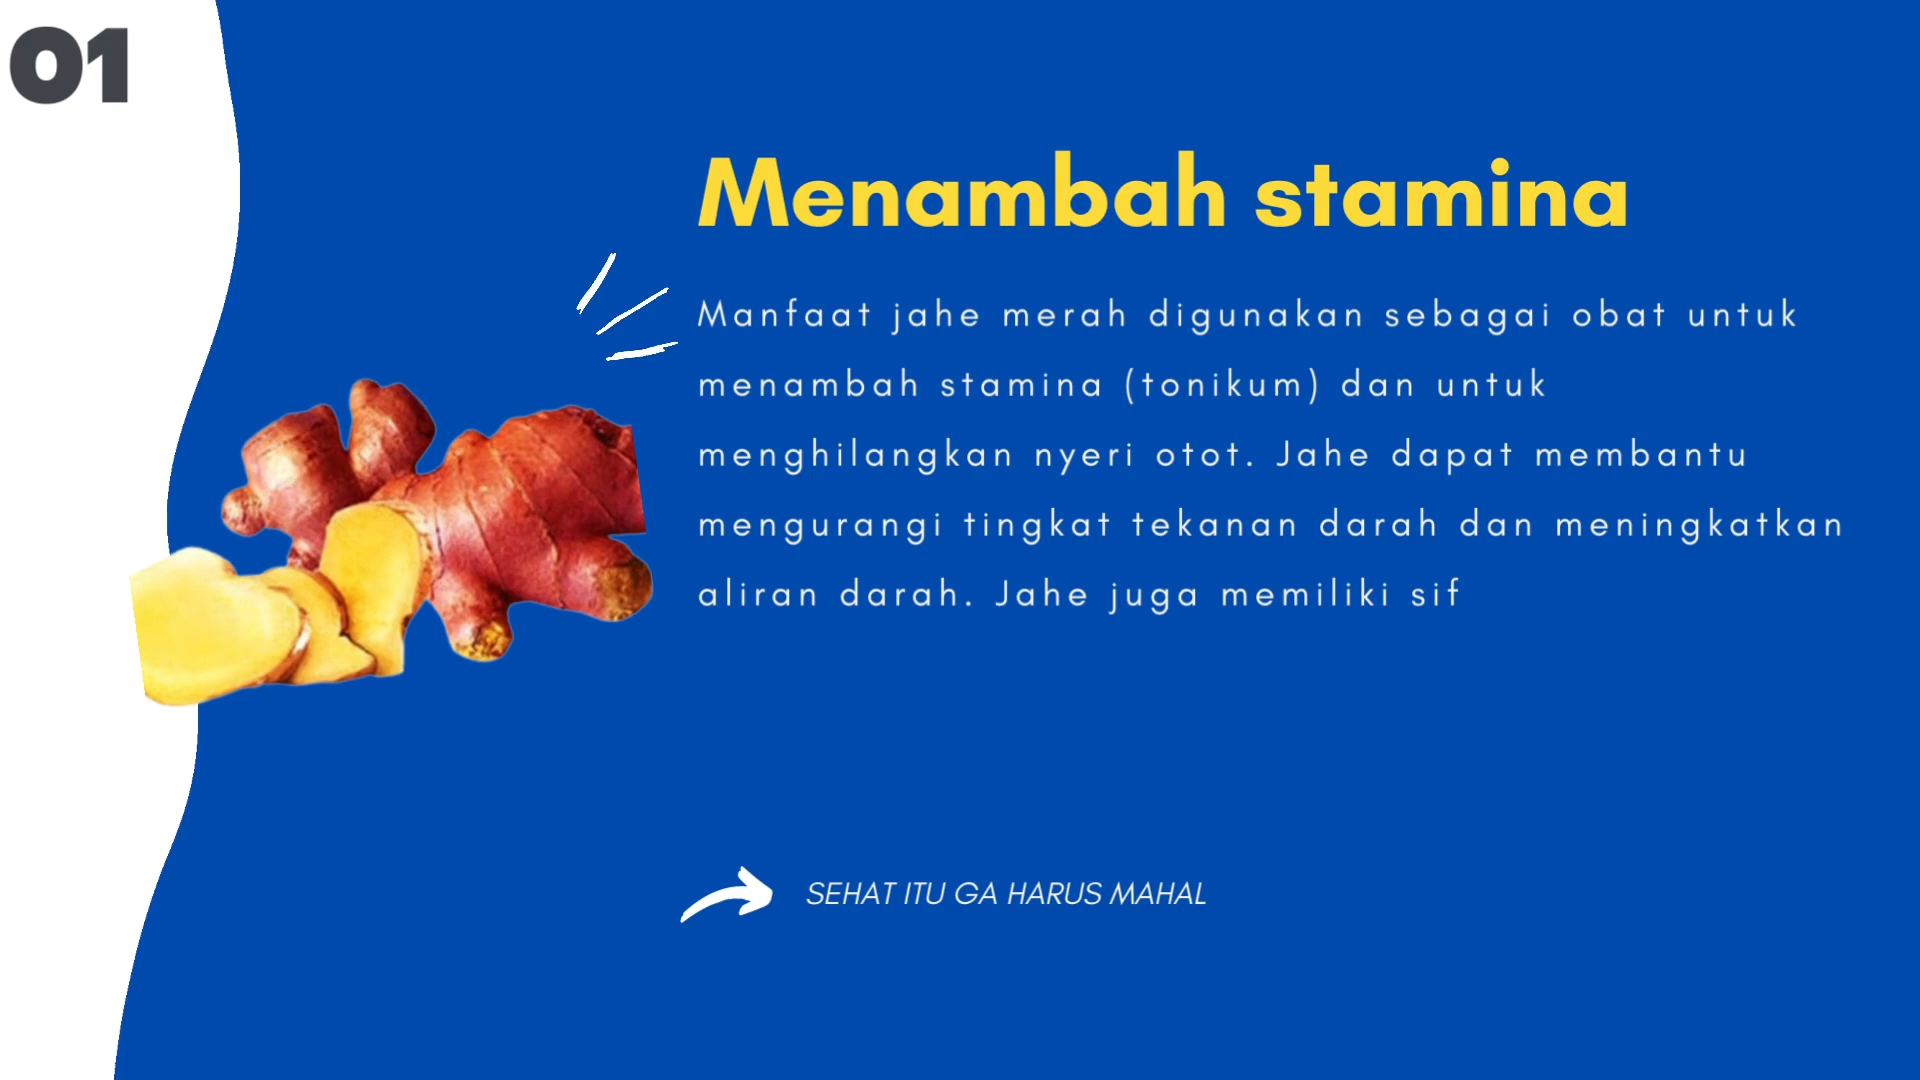 01
Menambah stamina
Manfaat jahe merah digunakan sebagai obat untuk
menambah stamina (tonikum) dan untuk
menghilangkan nyeri otot. Jahe dapat membantu
mengurangi tingkat tekanan darah dan meningkatkan
aliran darah. Jahe juga memiliki sif
SEHAT ITU GA HARUS MAHAL